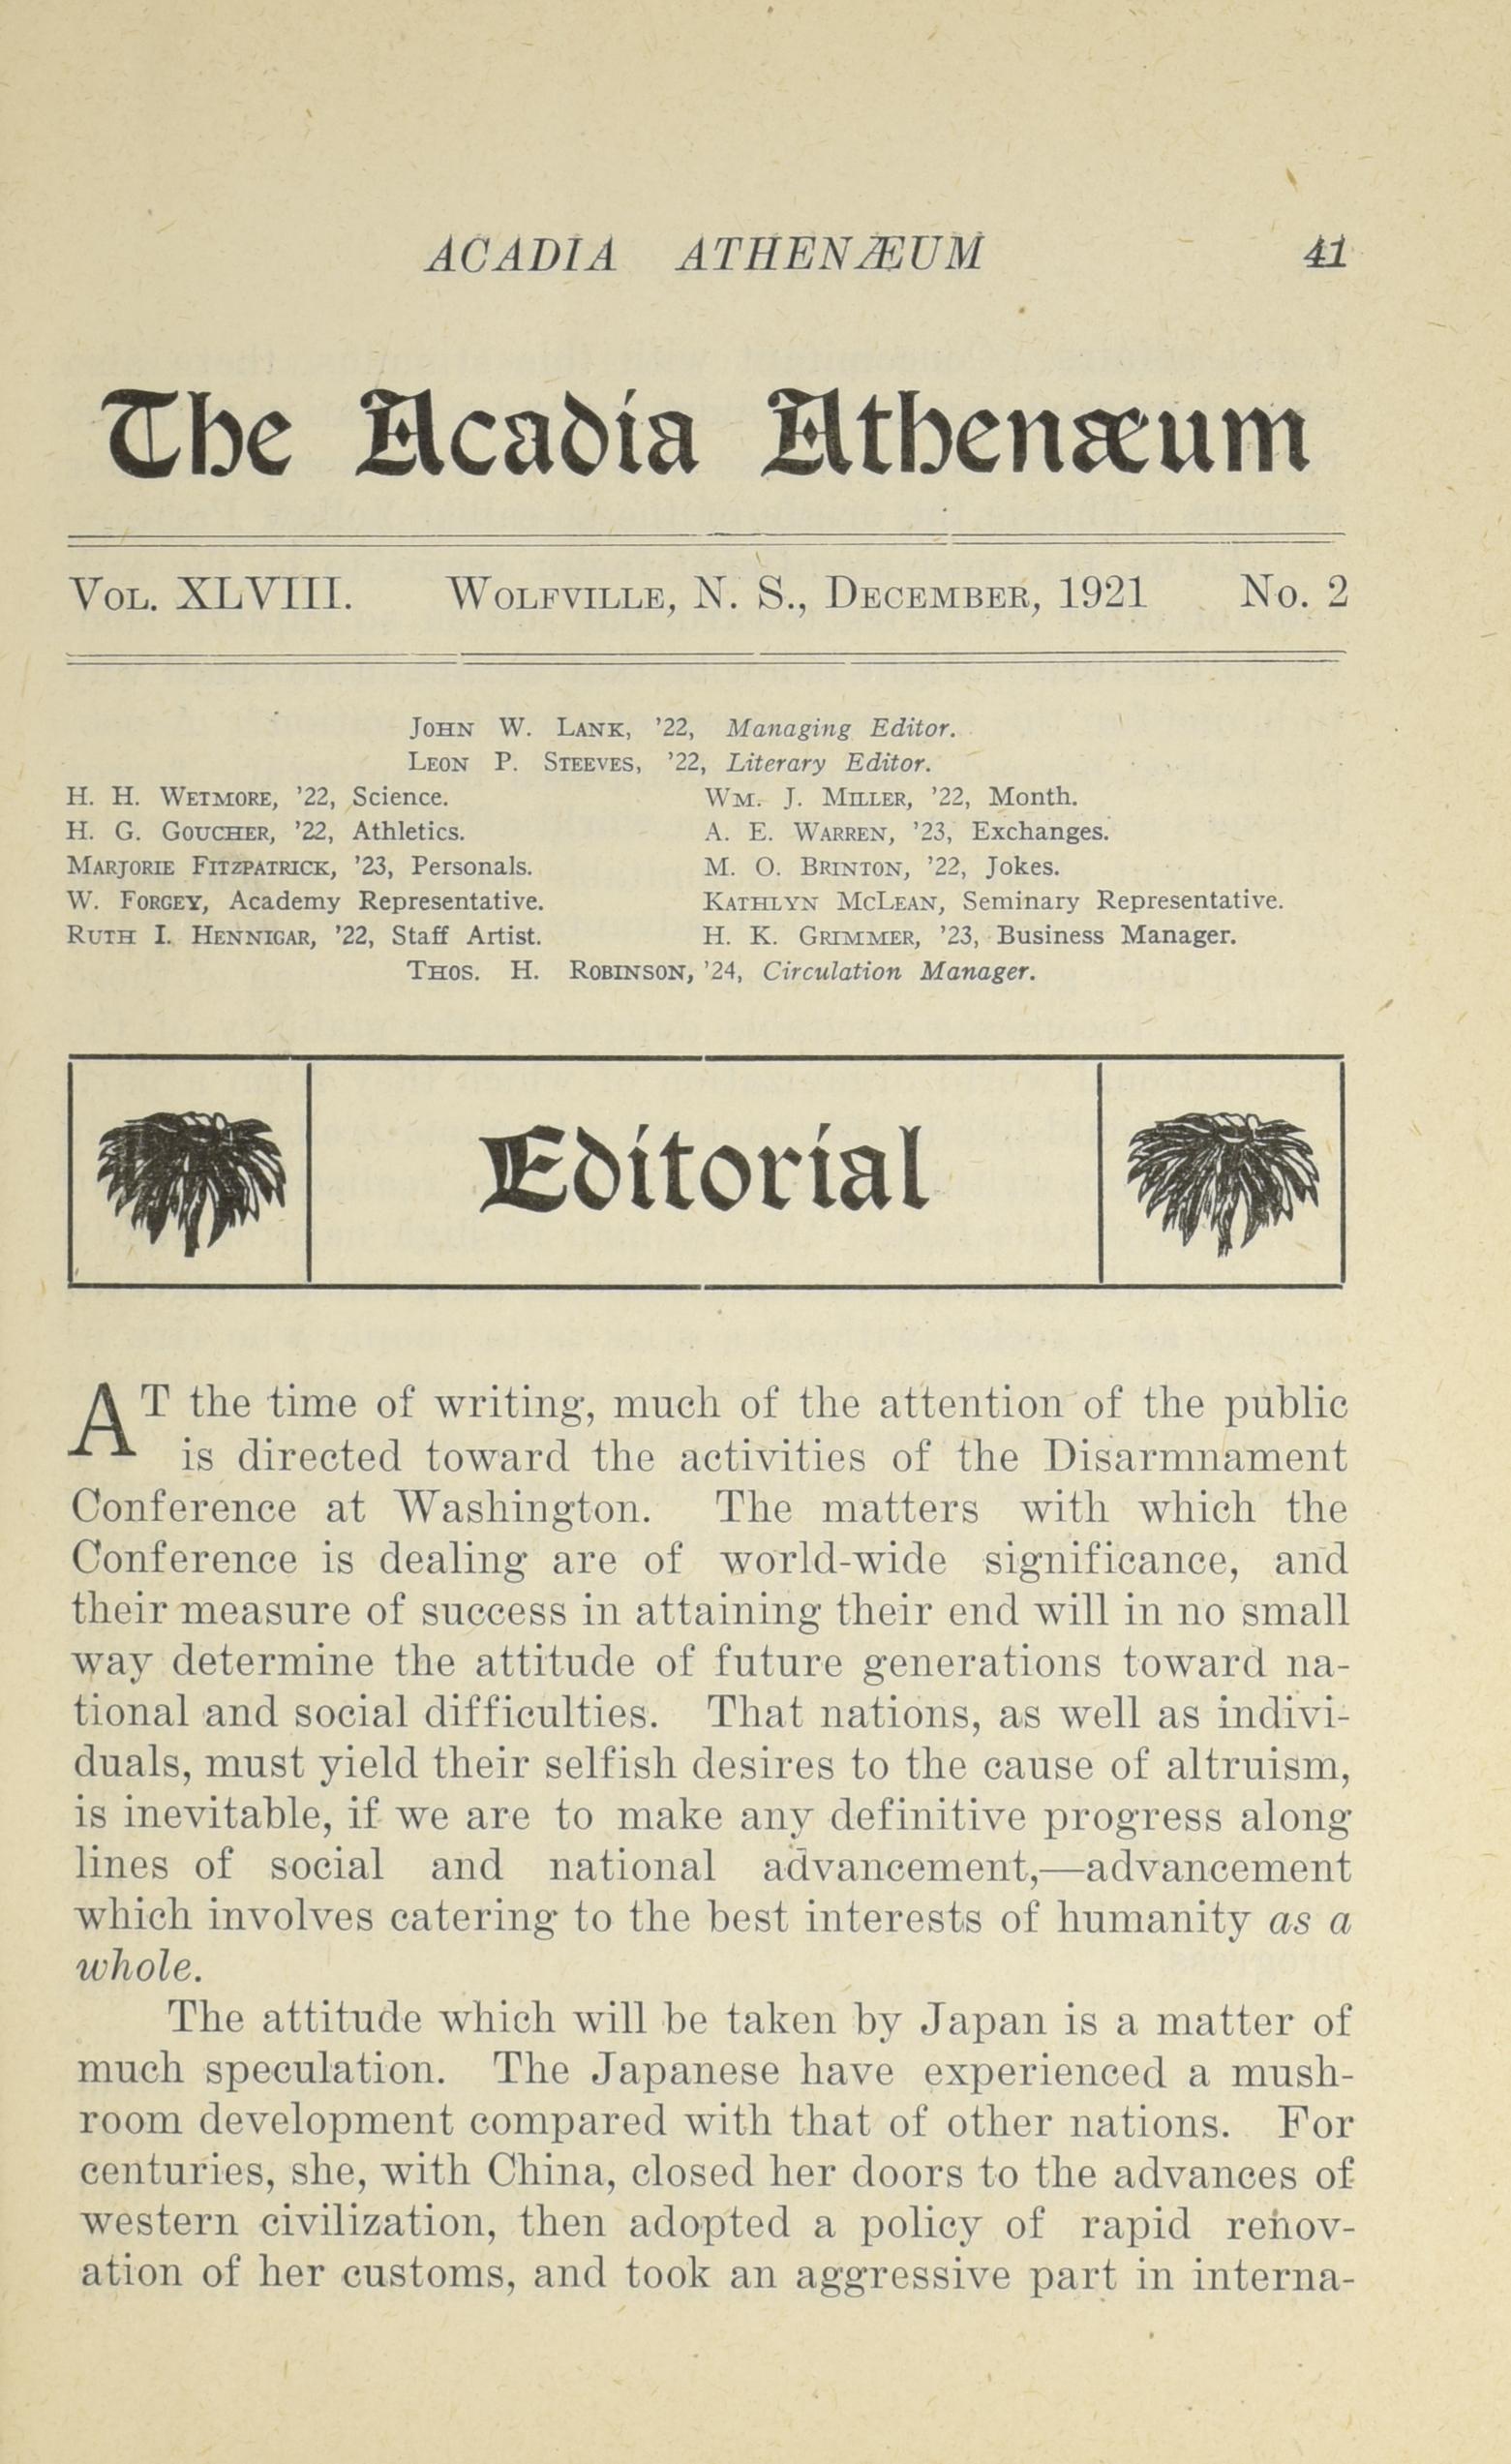 ACADIA ATHENÆUM 41
The Acadia Athenæum
VOL. XLVIII. WOLFVILLE, N. S., DECEMBER, 1921 No. 2
JOHN W. LANK, '22, Managing Editor.
LEON P. STEEVES, '22, Literary Editor.
H. H. WETMORE, '22, Science. WM. J. MILLER, '22, Month.
H. G. GOUCHER, '22, Athletics. A. E. WARREN, '23, Exchanges.
MARJORIE FITZPATRICK, '23, Personals. M. O. BRINTON, '22, Jokes.
W. FORGEY, Academy Representative. KATHLYN MCLEAN, Seminary Representative.
RUTH I. HENNIGAR, '22, Staff Artist. H. K. GRIMMER, '23, Business Manager.
THOS. H. ROBINSON, '24, Circulation Manager.
Editorial
AT the time of writing, much of the attention of the public
is directed toward the activities of the Disarmnament
Conference at Washington. The matters with which the
Conference is dealing are of world-wide significance, and
their measure of success in attaining their end will in no small
way determine the attitude of future generations toward na-
tional and social difficulties. That nations, as well as indivi-
duals, must yield their selfish desires to the cause of altruism,
is inevitable, if we are to make any definitive progress along
lines of social and national advancement,—advancement
which involves catering to the best interests of humanity as a
whole.
The attitude which will be taken by Japan is a matter of
much speculation. The Japanese have experienced a mush-
room development compared with that of other nations. For
centuries, she, with China, closed her doors to the advances of
western civilization, then adopted a policy of rapid renov-
ation of her customs, and took an aggressive part in interna-